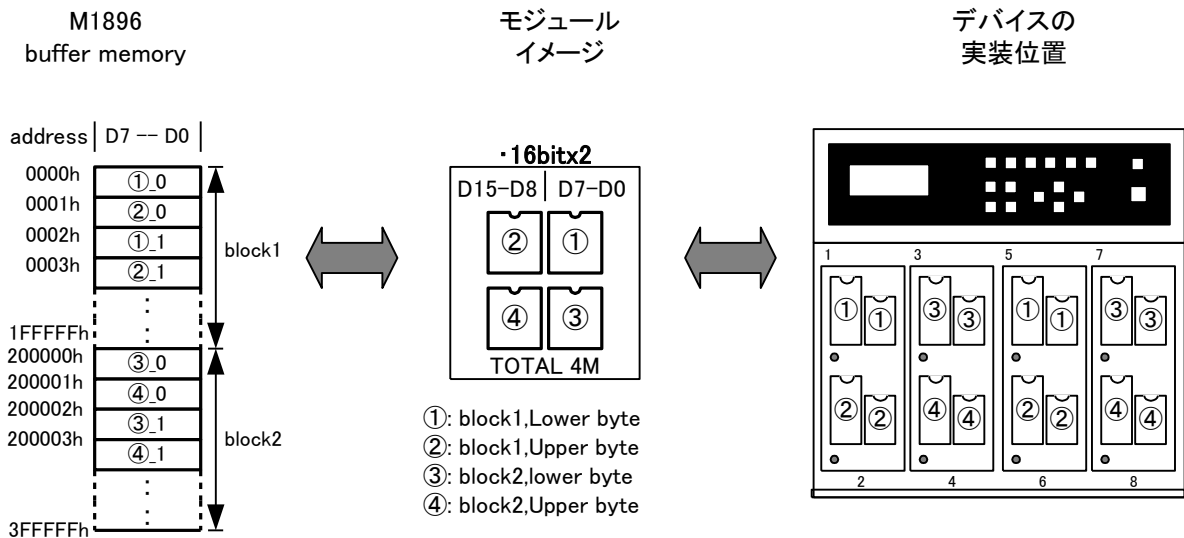 M1896
buffer memory
address D7 -- D0
0000h ①_0
0001h ②_0
0002h ①_1
0003h ②_1
block1
1FFFFFh
200000h ③_0
200001h ④_0
200002h ③_1
200003h ④_1
block2
3FFFFFh
モジュール
イメージ
・16bitx2
D15-D8 D7-D0
② ①
④ ③
TOTAL 4M
①: block1,Lower byte
②: block1,Upper byte
③: block2,lower byte
④: block2,Upper byte
デバイスの
実装位置
1 3 5 7
① ① ③ ③ ① ① ③ ③
② ② ④ ④ ② ② ④ ④
2 4 6 8